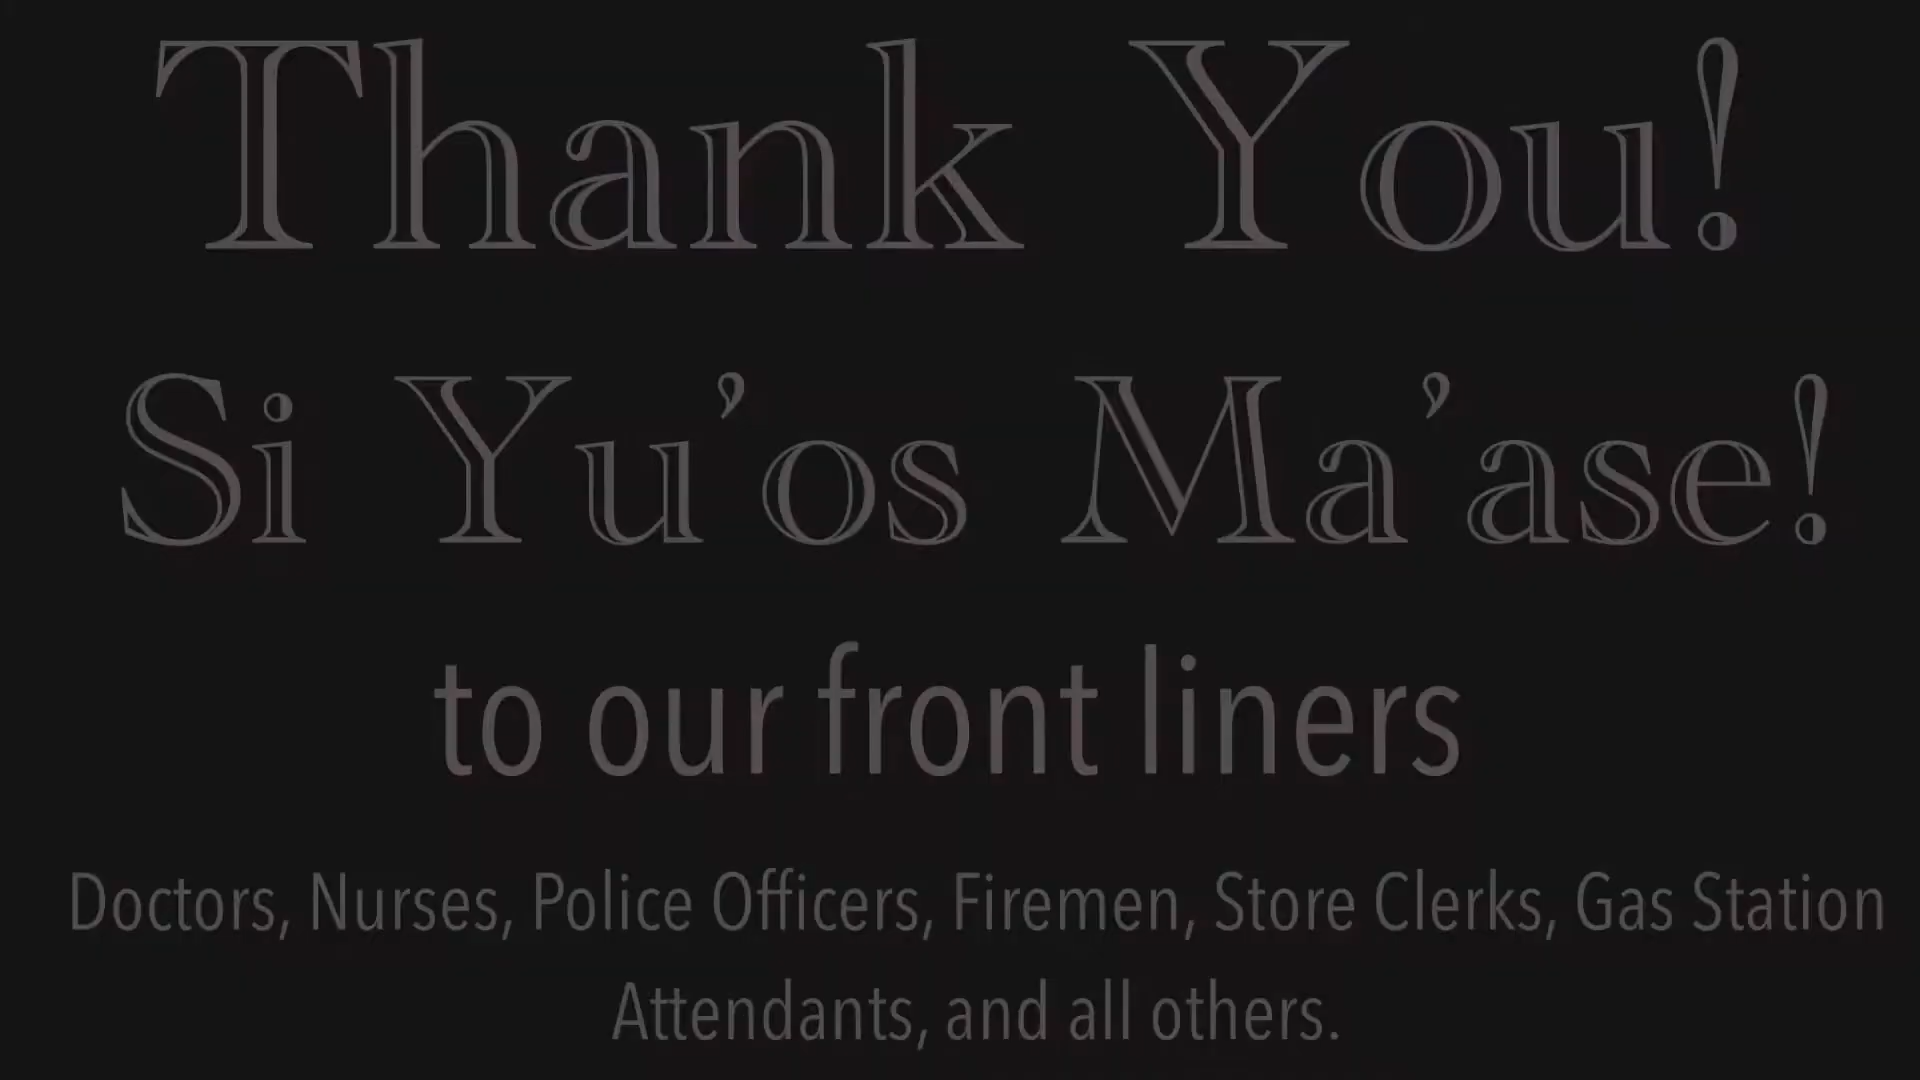 Thank You!
Si Yu’os Ma’ase!
to our front liners
Doctors, Nurses, Police Officers, Firemen, Store Clerks, Gas Station
Attendants, and all others.